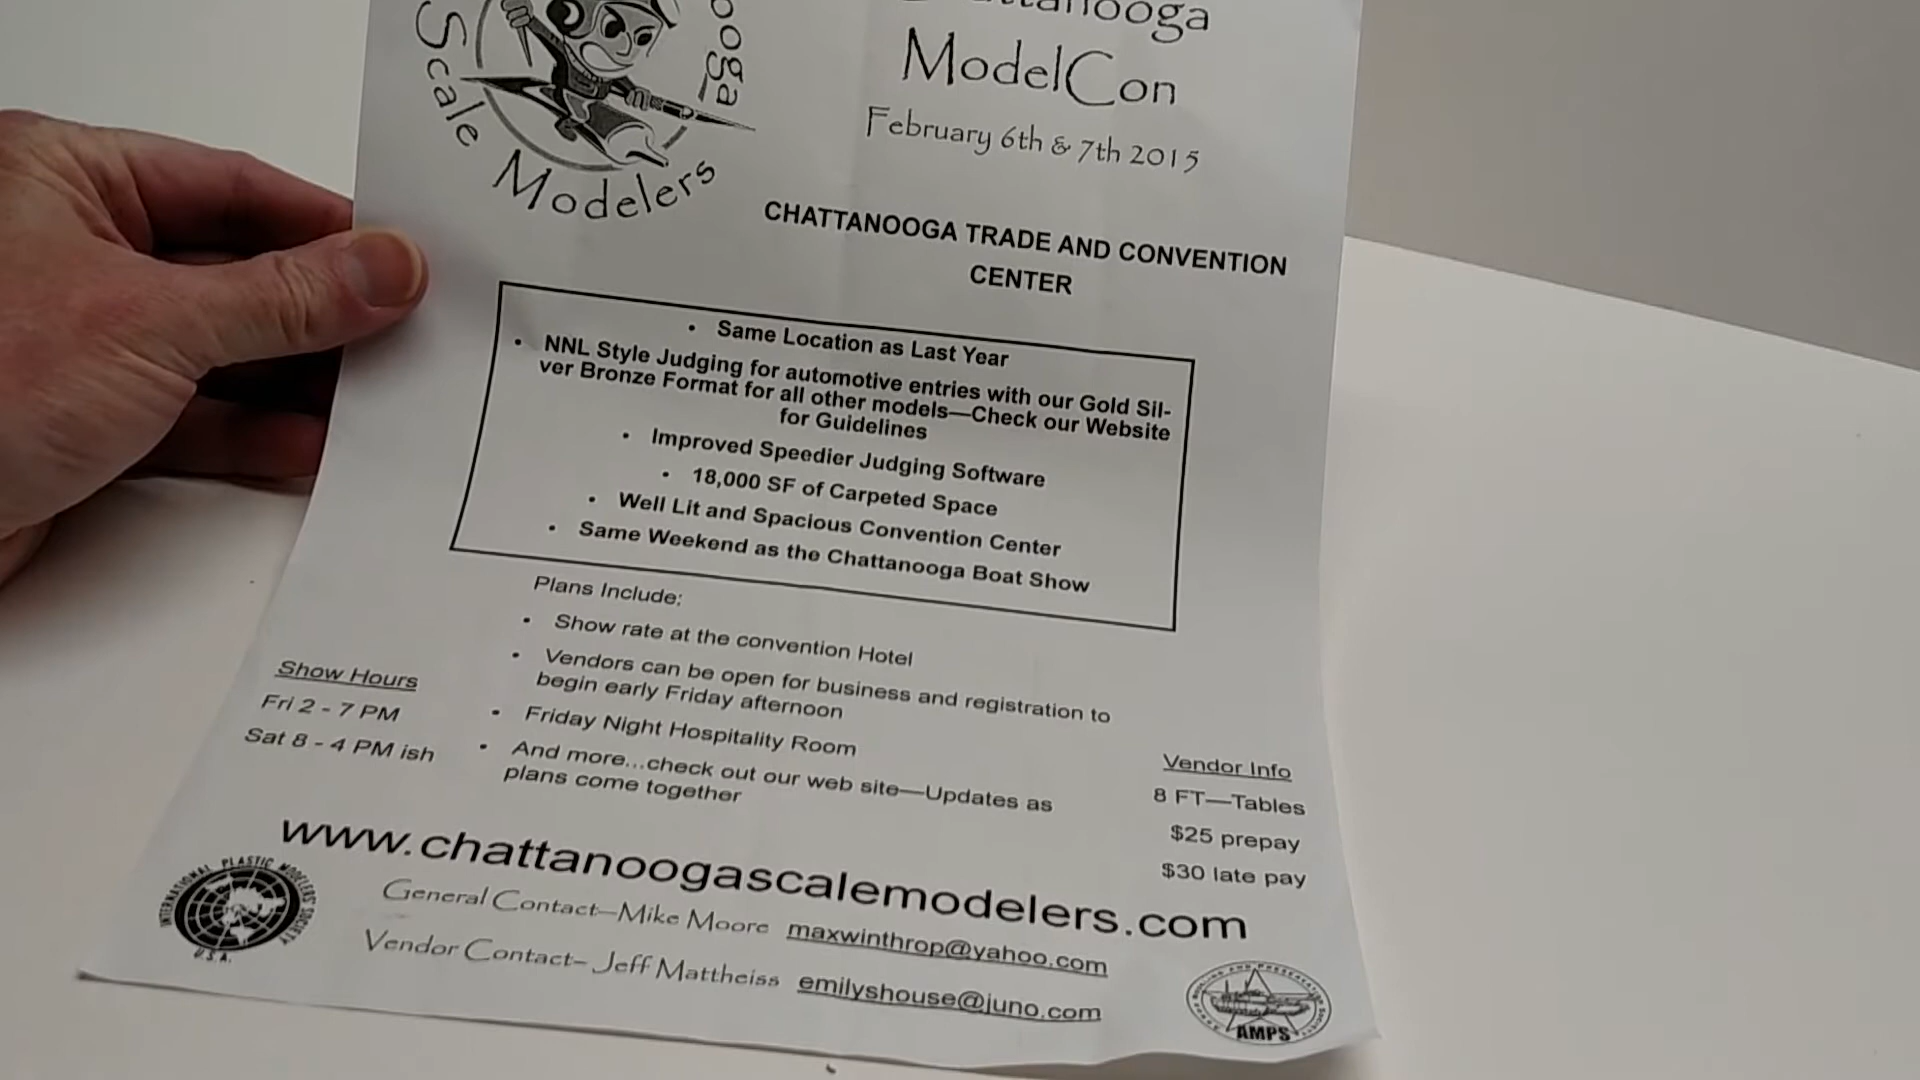 ooga
Scale Modelers
ModelCon
February 6th & 7th 2015
CHATTANOOGA TRADE AND CONVENTION
CENTER
• Same Location as Last Year
• NNL Style Judging for automotive entries with our Gold Sil-
ver Bronze Format for all other models—Check our Website
for Guidelines
• Improved Speedier Judging Software
• 18,000 SF of Carpeted Space
• Well Lit and Spacious Convention Center
• Same Weekend as the Chattanooga Boat Show
Plans Include:
• Show rate at the convention Hotel
• Vendors can be open for business and registration to
begin early Friday afternoon
• Friday Night Hospitality Room
• And more...check out our web site—Updates as
plans come together
Show Hours
Fri 2 - 7 PM
Sat 8 - 4 PM ish
Vendor Info
8 FT—Tables
$25 prepay
$30 late pay
www.chattanoogascalemodelers.com
General Contact—Mike Moore maxwinthrop@yahoo.com
Vendor Contact– Jeff Mattheiss emilyshouse@juno.com
INTERNATIONAL PLASTIC MODELERS' SOCIETY
U.S.A.
AMPS